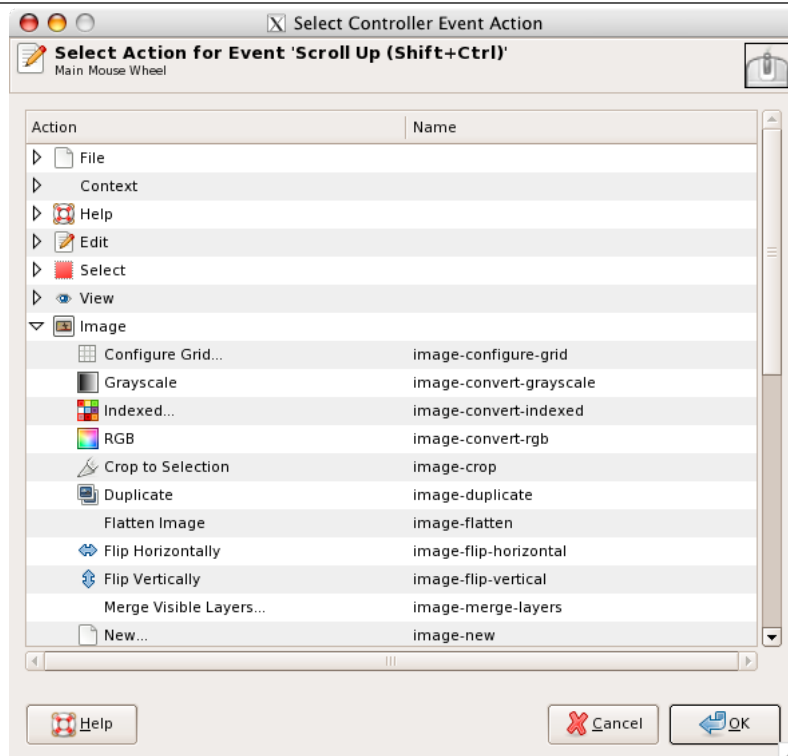 Select Controller Event Action
Select Action for Event 'Scroll Up (Shift+Ctrl)'
Main Mouse Wheel
Action Name
File
Context
Help
Edit
Select
View
Image
Configure Grid... image-configure-grid
Grayscale image-convert-grayscale
Indexed... image-convert-indexed
RGB image-convert-rgb
Crop to Selection image-crop
Duplicate image-duplicate
Flatten Image image-flatten
Flip Horizontally image-flip-horizontal
Flip Vertically image-flip-vertical
Merge Visible Layers... image-merge-layers
New... image-new
Help Cancel OK